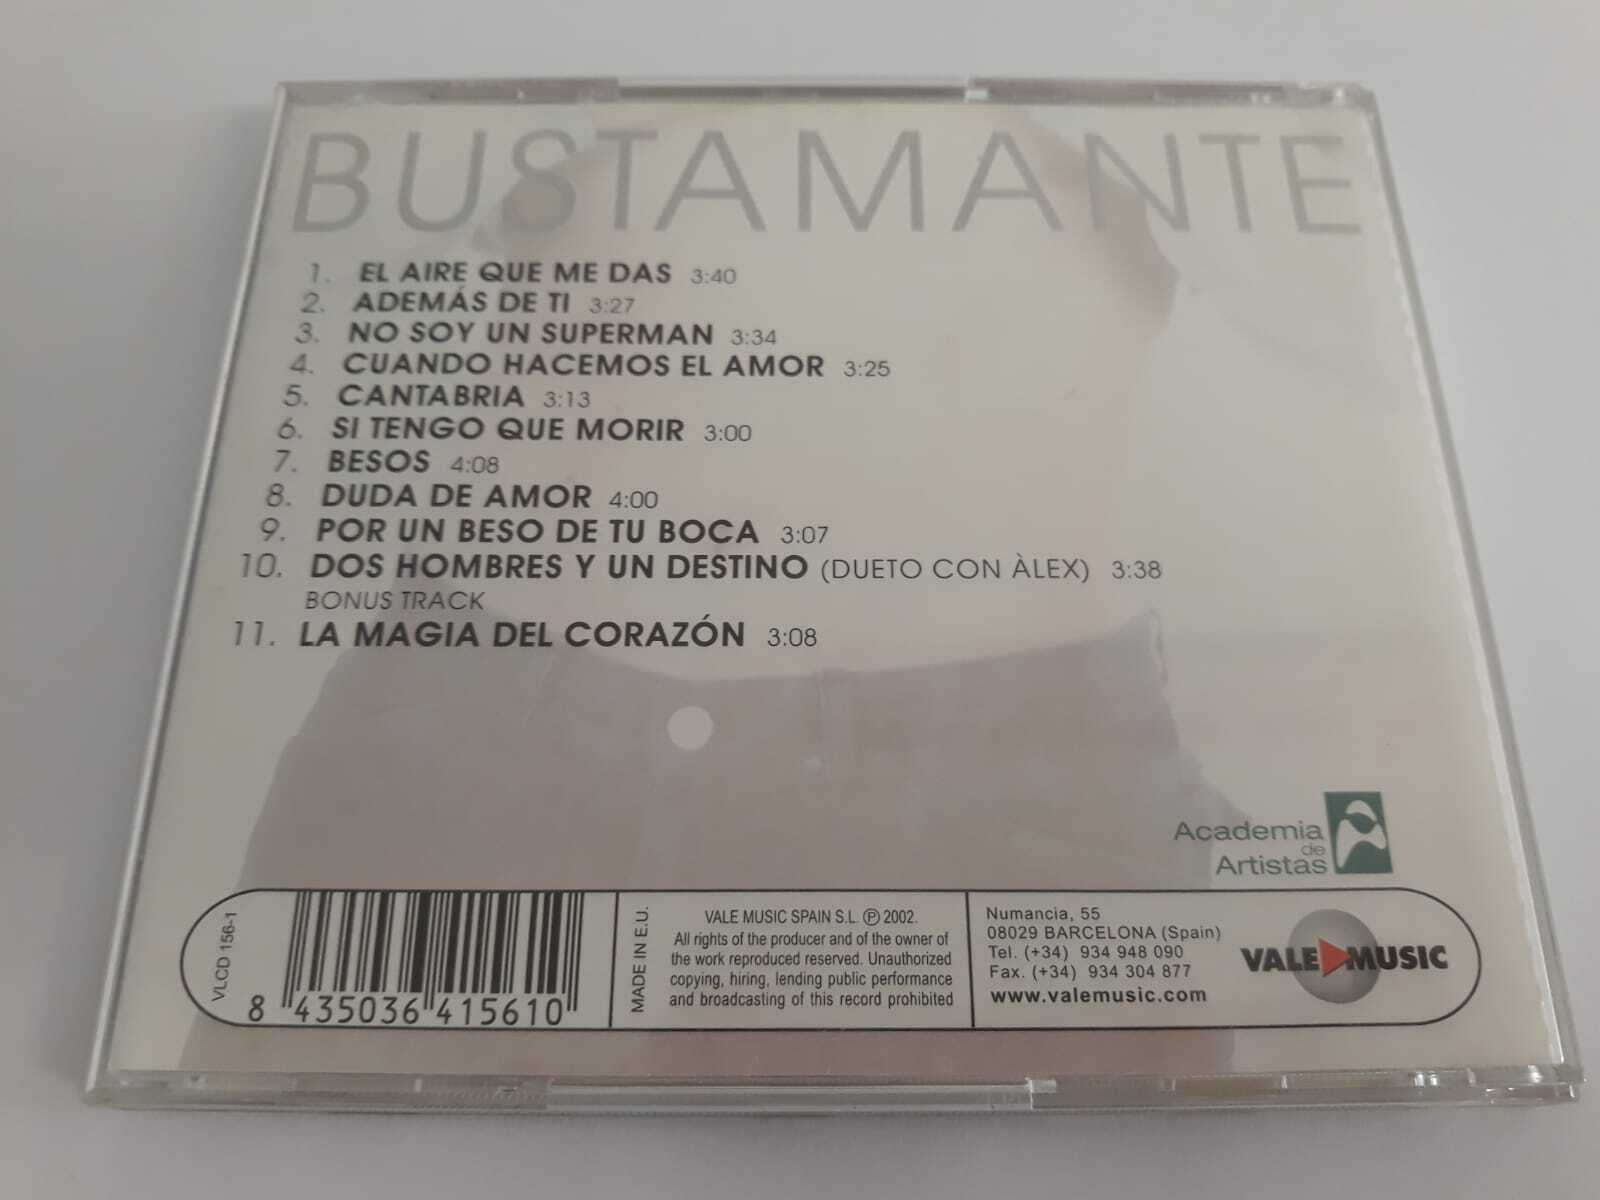 BUSTAMANTE
1. EL AIRE QUE ME DAS 3:40
2. ADEMÁS DE TI 3:27
3. NO SOY UN SUPERMAN 3:34
4. CUANDO HACEMOS EL AMOR 3:25
5. CANTABRIA 3:13
6. SI TENGO QUE MORIR 3:00
7. BESOS 4:08
8. DUDA DE AMOR 4:00
9. POR UN BESO DE TU BOCA 3:07
10. DOS HOMBRES Y UN DESTINO (DUETO CON ÀLEX) 3:38
BONUS TRACK
11. LA MAGIA DEL CORAZÓN 3:08
Academia
de
Artistas
VLCD 156-1
8 435036 415610
MADE IN E.U.
VALE MUSIC SPAIN S.L. ℗ 2002.
All rights of the producer and of the owner of
the work reproduced reserved. Unauthorized
copying, hiring, lending public performance
and broadcasting of this record prohibited
Numancia, 55
08029 BARCELONA (Spain)
Tel. (+34) 934 948 090
Fax. (+34) 934 304 877
www.valemusic.com
VALE MUSIC